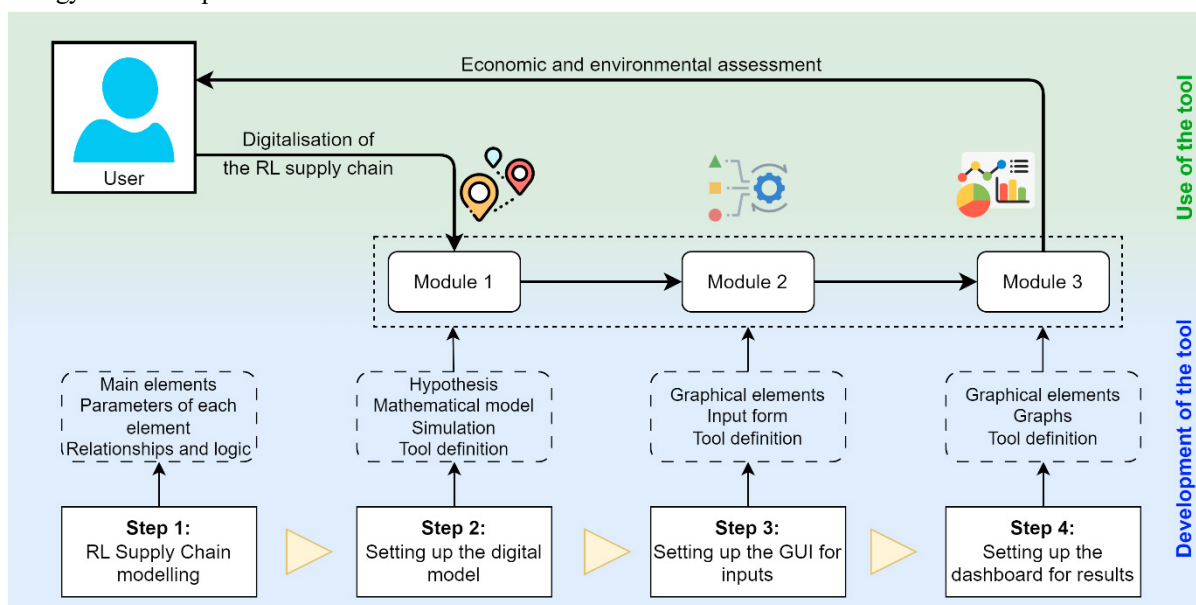 Economic and environmental assessment
Digitalisation of
the RL supply chain
User
Use of the tool
Module 1
Module 2
Module 3
Development of the tool
Main elements
Parameters of each
element
Relationships and logic
Hypothesis
Mathematical model
Simulation
Tool definition
Graphical elements
Input form
Tool definition
Graphical elements
Graphs
Tool definition
Step 1:
RL Supply Chain
modelling
Step 2:
Setting up the digital
model
Step 3:
Setting up the GUI for
inputs
Step 4:
Setting up the
dashboard for results